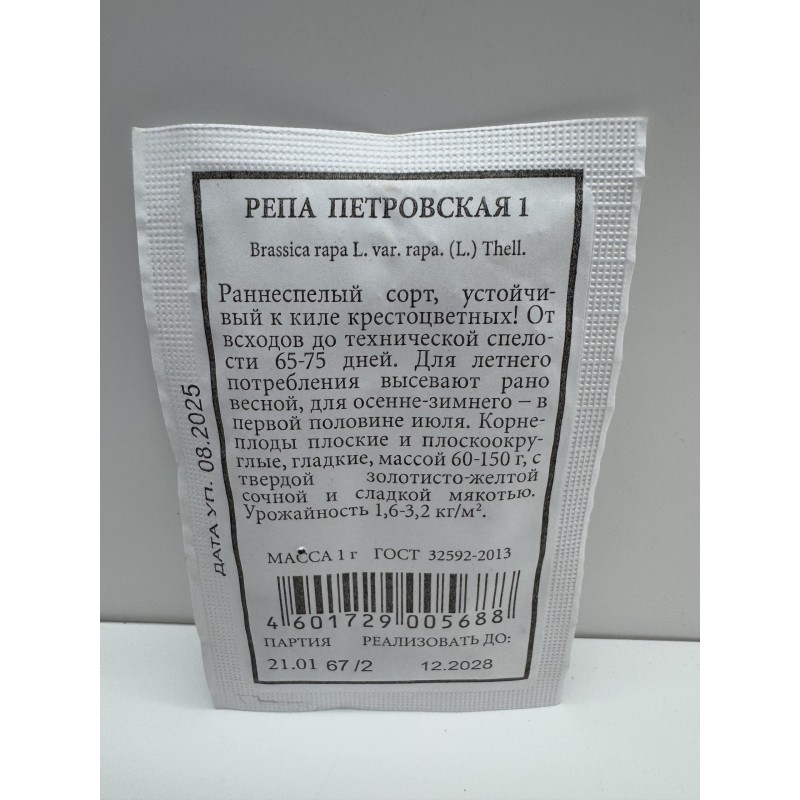 РЕПА ПЕТРОВСКАЯ 1
Brassica rapa L. var. rapa. (L.) Thell.
Раннеспелый сорт, устойчи-
вый к киле крестоцветных! От
всходов до технической спело-
сти 65-75 дней. Для летнего
потребления высевают рано
весной, для осенне-зимнего – в
первой половине июля. Корне-
плоды плоские и плоскоокру-
глые, гладкие, массой 60-150 г, с
твердой золотисто-желтой
сочной и сладкой мякотью.
Урожайность 1,6-3,2 кг/м².
МАССА 1 г ГОСТ 32592-2013
4 601729 005688
ПАРТИЯ РЕАЛИЗОВАТЬ ДО:
21.01 67 /2 12.2028
ДАТА УП. 08.2025